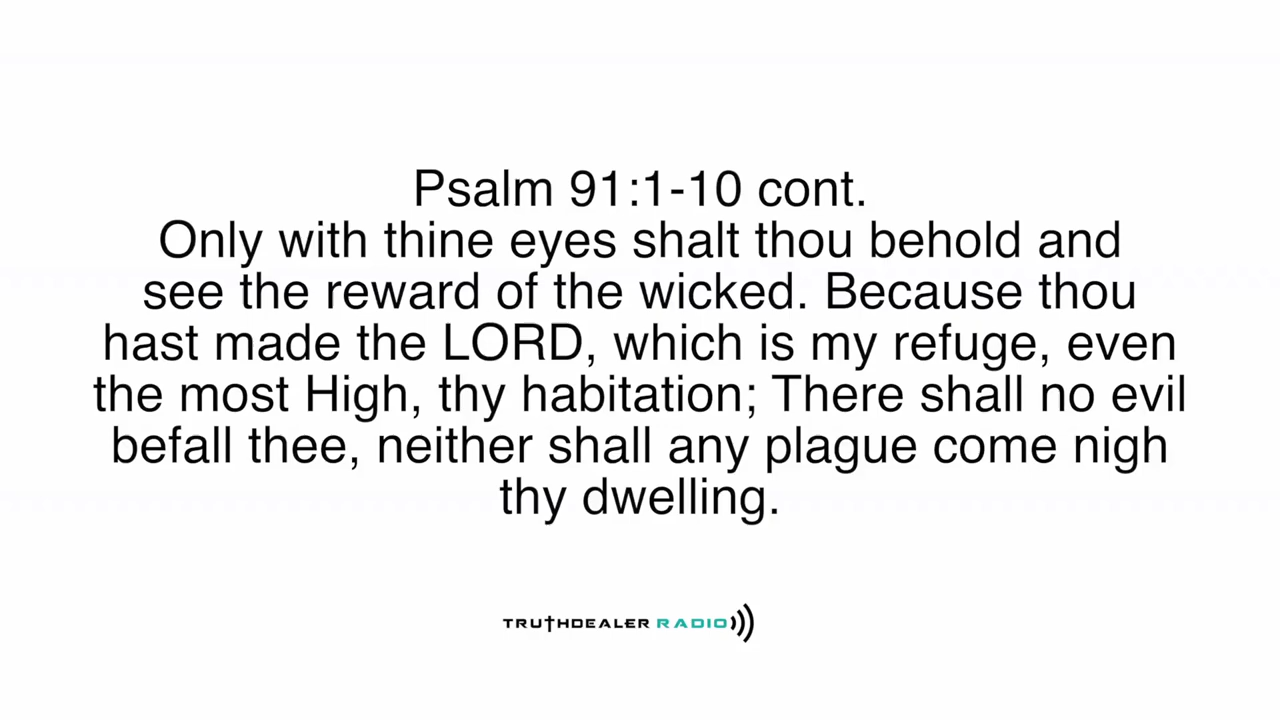 Psalm 91:1-10 cont.
Only with thine eyes shalt thou behold and
see the reward of the wicked. Because thou
hast made the LORD, which is my refuge, even
the most High, thy habitation; There shall no evil
befall thee, neither shall any plague come nigh
thy dwelling.
TRUTHDEALER RADIO